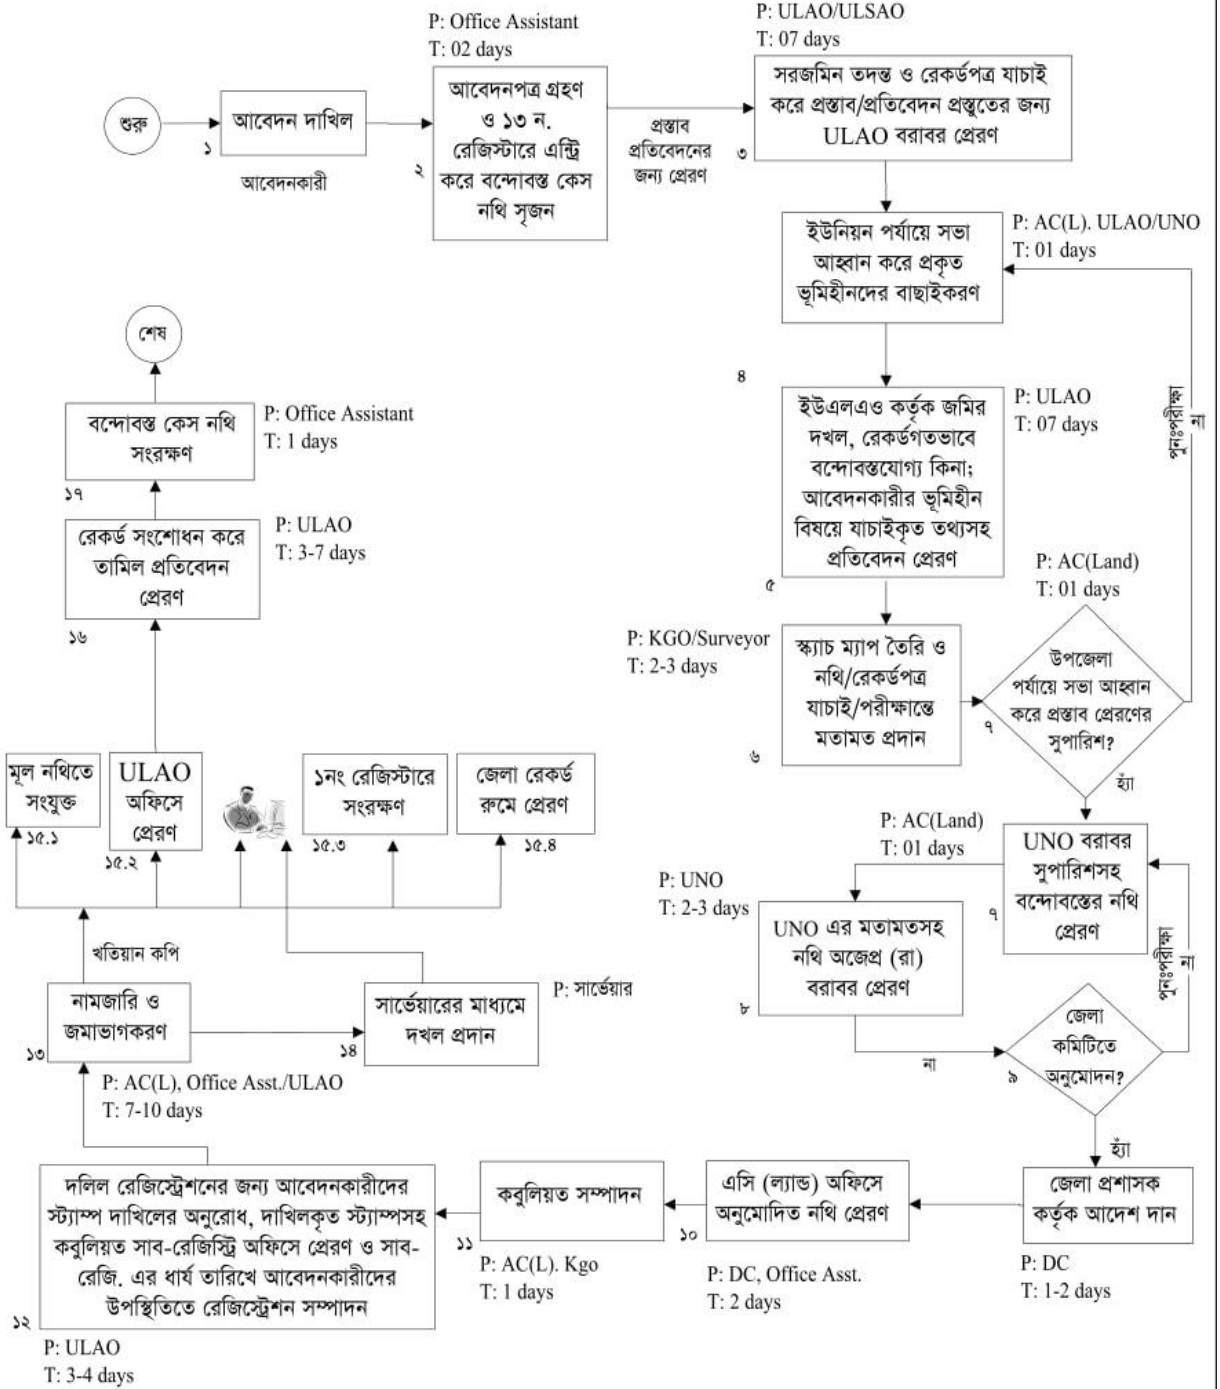 P: Office Assistant
T: 02 days
P: ULAO/ULSAO
T: 07 days
শুরু
আবেদন দাখিল
১
আবেদনকারী
আবেদনপত্র গ্রহণ
ও ১৩ ন.
রেজিস্টারে এন্ট্রি
করে বন্দোবস্ত কেস
নথি সৃজন
২
প্রস্তাব
প্রতিবেদনের
জন্য প্রেরণ
সরজমিন তদন্ত ও রেকর্ডপত্র যাচাই
করে প্রস্তাব/প্রতিবেদন প্রস্তুতের জন্য
ULAO বরাবর প্রেরণ
৩
ইউনিয়ন পর্যায়ে সভা
আহ্বান করে প্রকৃত
ভূমিহীনদের বাছাইকরণ
P: AC(L). ULAO/UNO
T: 01 days
৪
ইউএলএও কর্তৃক জমির
দখল, রেকর্ডগতভাবে
বন্দোবস্তযোগ্য কিনা;
আবেদনকারীর ভূমিহীন
বিষয়ে যাচাইকৃত তথ্যসহ
প্রতিবেদন প্রেরণ
P: ULAO
T: 07 days
৫
পুনঃপরীক্ষা
না
P: KGO/Surveyor
T: 2-3 days
স্ক্যাচ ম্যাপ তৈরি ও
নথি/রেকর্ডপত্র
যাচাই/পরীক্ষান্তে
মতামত প্রদান
৬
P: AC(Land)
T: 01 days
উপজেলা
পর্যায়ে সভা আহ্বান
করে প্রস্তাব প্রেরণের
সুপারিশ?
৭
হ্যাঁ
P: AC(Land)
T: 01 days
UNO বরাবর
সুপারিশসহ
বন্দোবস্তের নথি
প্রেরণ
৭
P: UNO
T: 2-3 days
UNO এর মতামতসহ
নথি অজেপ্র (রা)
বরাবর প্রেরণ
৮
না
জেলা
কমিটিতে
অনুমোদন?
৯
পুনঃপরীক্ষা
না
হ্যাঁ
জেলা প্রশাসক
কর্তৃক আদেশ দান
P: DC
T: 1-2 days
এসি (ল্যান্ড) অফিসে
অনুমোদিত নথি প্রেরণ
১০
P: DC, Office Asst.
T: 2 days
কবুলিয়ত সম্পাদন
১১
P: AC(L). Kgo
T: 1 days
দলিল রেজিস্ট্রেশনের জন্য আবেদনকারীদের
স্ট্যাম্প দাখিলের অনুরোধ, দাখিলকৃত স্ট্যাম্পসহ
কবুলিয়ত সাব-রেজিস্ট্রি অফিসে প্রেরণ ও সাব-
রেজি. এর ধার্য তারিখে আবেদনকারীদের
উপস্থিতিতে রেজিস্ট্রেশন সম্পাদন
১২
P: ULAO
T: 3-4 days
নামজারি ও
জমাভাগকরণ
১৩
P: AC(L), Office Asst./ULAO
T: 7-10 days
খতিয়ান কপি
সার্ভেয়ারের মাধ্যমে
দখল প্রদান
১৪
P: সার্ভেয়ার
মূল নথিতে
সংযুক্ত
১৫.১
ULAO
অফিসে
প্রেরণ
১৫.২
১নং রেজিস্টারে
সংরক্ষণ
১৫.৩
জেলা রেকর্ড
রুমে প্রেরণ
১৫.৪
রেকর্ড সংশোধন করে
তামিল প্রতিবেদন
প্রেরণ
১৬
P: ULAO
T: 3-7 days
বন্দোবস্ত কেস নথি
সংরক্ষণ
১৭
P: Office Assistant
T: 1 days
শেষ